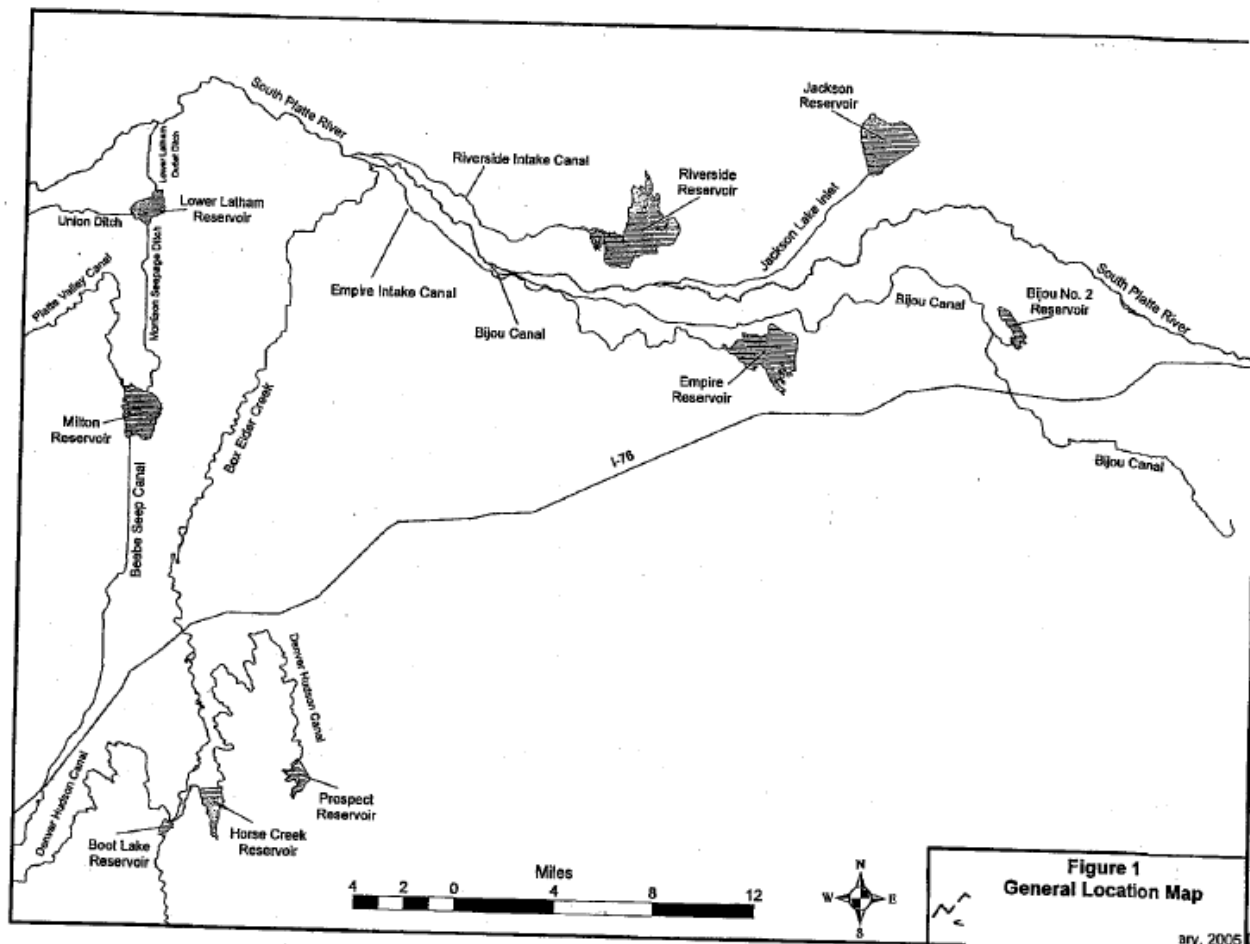 South Platte River
Jackson
Reservoir
Lower Latham
Outlet Ditch
Riverside Intake Canal
Riverside
Reservoir
Lower Latham
Reservoir
Union Ditch
Jackson Lake Inlet
Platte Valley Canal
Seepage Ditch
Empire Intake Canal
Bijou Canal
Bijou Canal
Bijou No. 2
Reservoir
South Platte River
Empire
Reservoir
Milton
Reservoir
Box Elder Creek
I-76
Bijou Canal
Beebe Seep Canal
Denver Hudson Canal
Denver Hudson Canal
Prospect
Reservoir
Horse Creek
Reservoir
Boot Lake
Reservoir
Miles
4 2 0 4 8 12
N
W E
S
Figure 1
General Location Map
ary, 2005